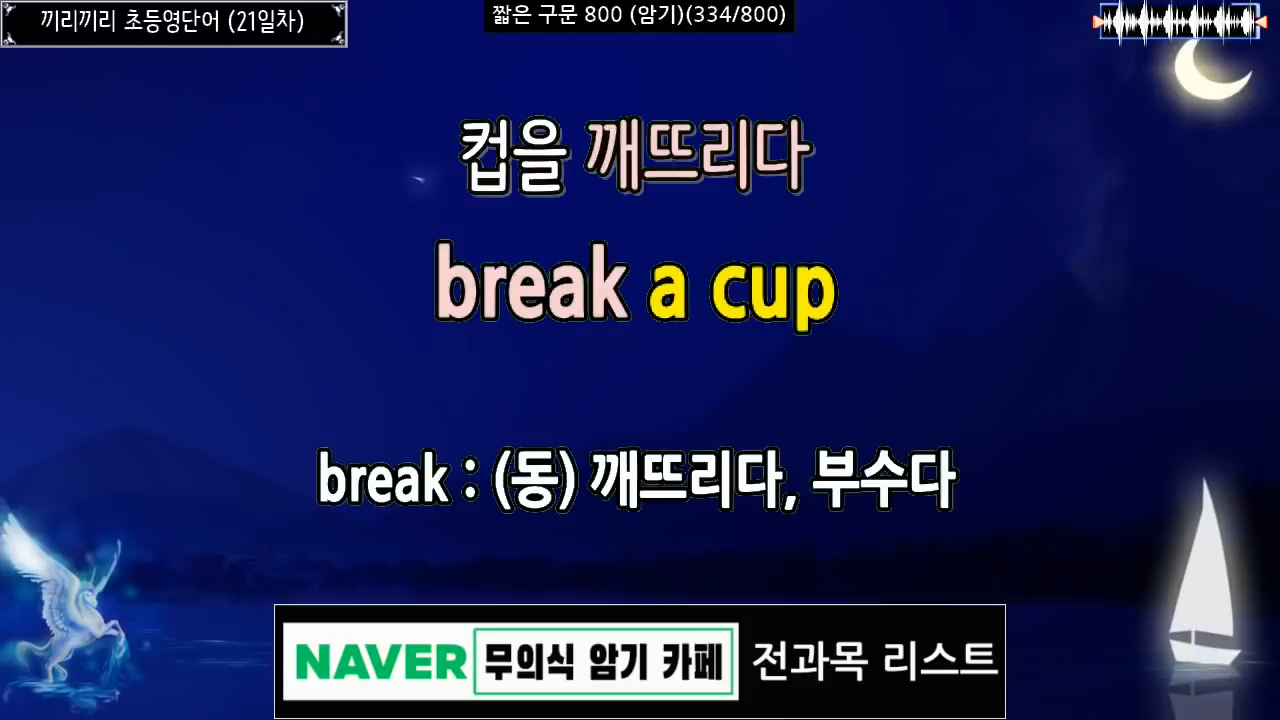 끼리끼리 초등영단어 (21일차)
짧은 구문 800 (암기)(334/800)
컵을 깨뜨리다
break a cup
break : (동) 깨뜨리다, 부수다
NAVER 무의식 암기 카페 전과목 리스트